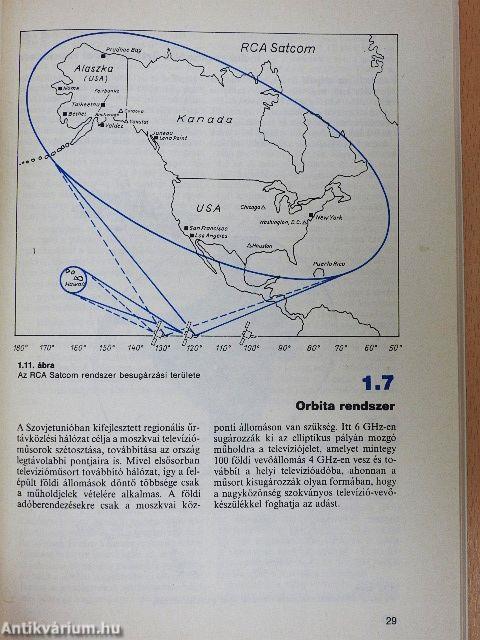 RCA Satcom
Prudhoe Bay
Alaszka
(USA)
Nome
Fairbanks
Talkeetna
Bethel
Anchorage
Cordova
Yakutat
Valdez
Juneau
Lena Point
Kanada
USA
Chicago
New York
Washington, D.C.
San Francisco
Los Angeles
Houston
Puerto Rico
Hawaii
180° 170° 160° 150° 140° 130° 120° 110° 100° 90° 80° 70° 60° 50°
1.11. ábra
Az RCA Satcom rendszer besugárzási területe
1.7
Orbita rendszer
A Szovjetunióban kifejlesztett regionális űr-
távközlési hálózat célja a moszkvai televízió-
műsorok szétosztása, továbbítása az ország
legtávolabbi pontjaira is. Mivel elsősorban
televízióműsort továbbító hálózat, így a fel-
épült földi állomások döntő többsége csak
a műholdjelek vételére alkalmas. A földi
adóberendezésekre csak a moszkvai köz-
ponti állomáson van szükség. Itt 6 GHz-en
sugározzák ki az elliptikus pályán mozgó
műholdra a televíziójelet, amelyet mintegy
100 földi vevőállomás 4 GHz-en vesz és to-
vábbít a helyi televízióadóba, ahonnan a
műsort kisugározzák olyan formában, hogy
a nagyközönség szokványos televízió-vevő-
készülékkel foghatja az adást.
29
Antikvárium.hu